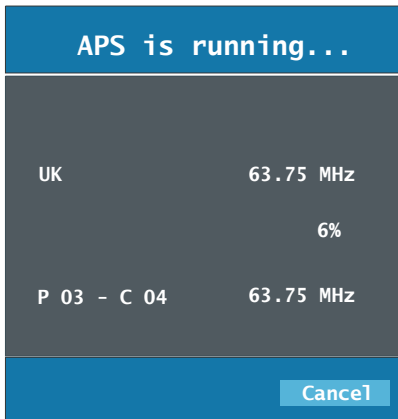 APS is running...
UK 63.75 MHz
6%
P 03 - C 04 63.75 MHz
Cancel